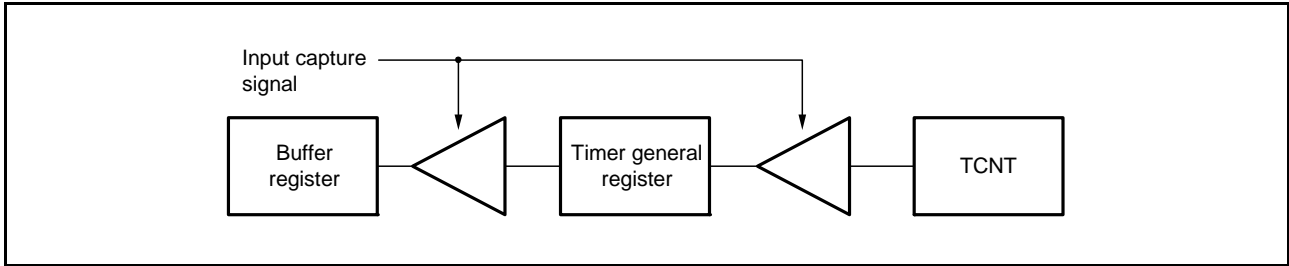 Input capture
signal
Buffer
register
Timer general
register
TCNT